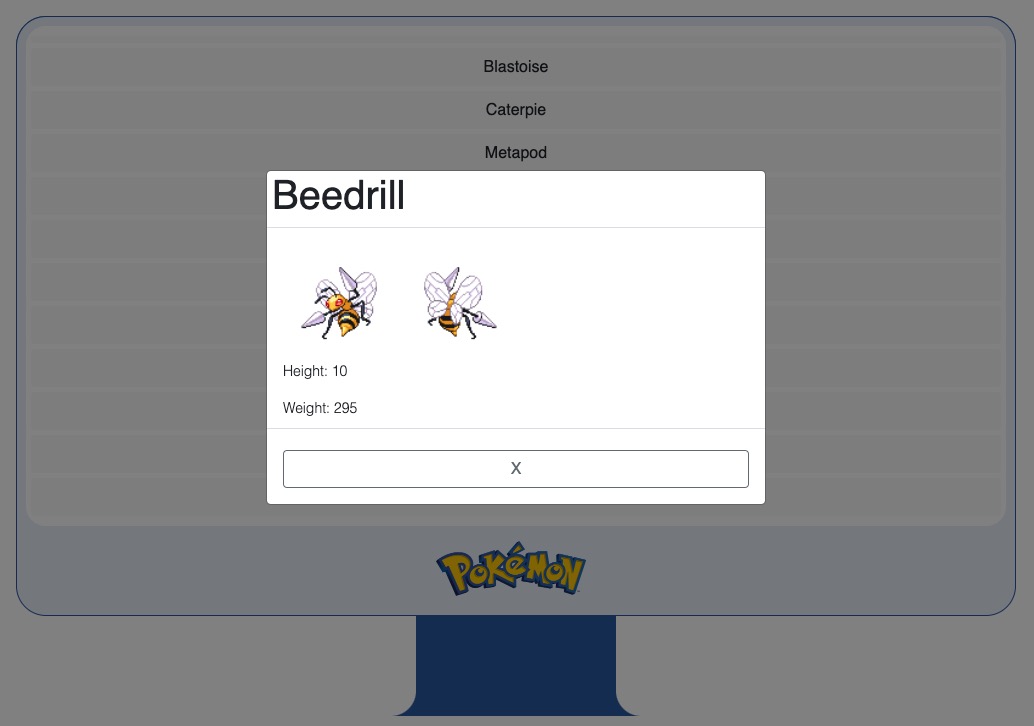 Blastoise
Caterpie
Metapod
Beedrill
Height: 10
Weight: 295
X
POKéMON